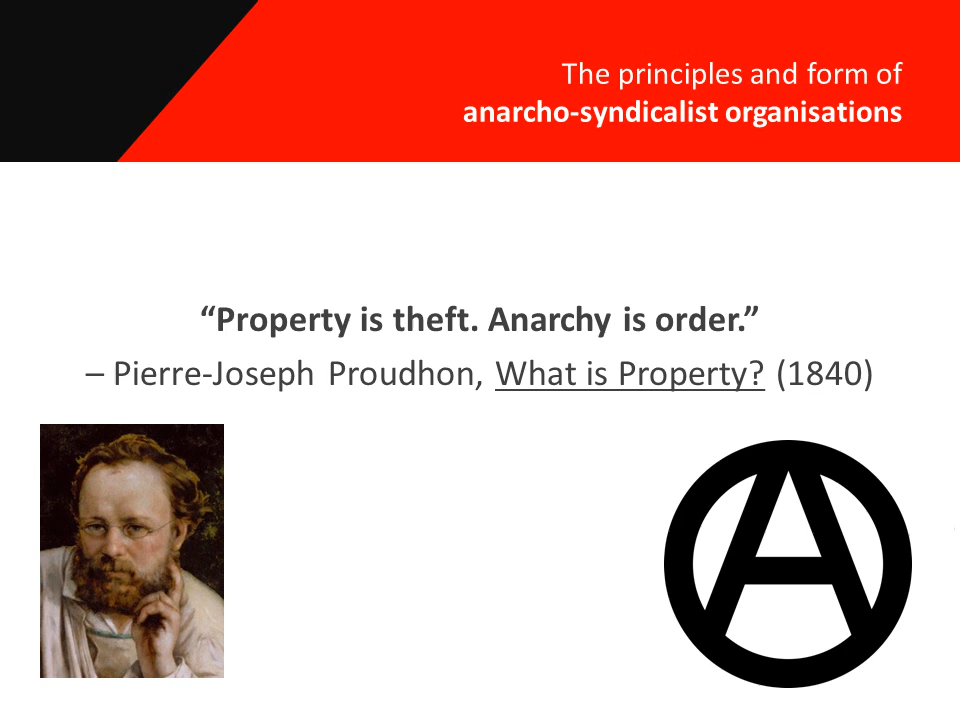 The principles and form of
anarcho-syndicalist organisations
“Property is theft. Anarchy is order.”
– Pierre-Joseph Proudhon, What is Property? (1840)